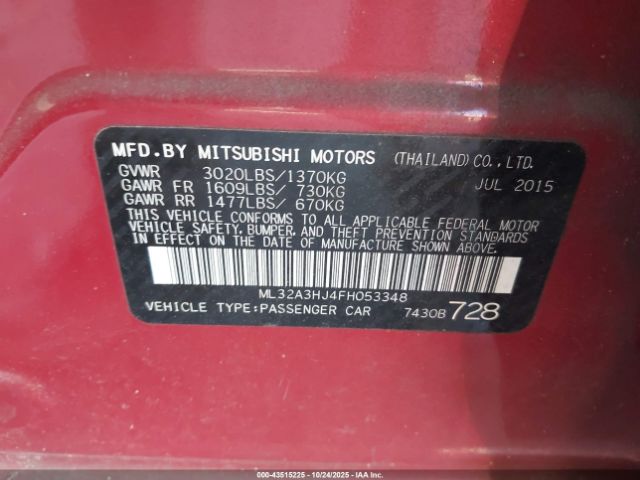 MFD.BY MITSUBISHI MOTORS (THAILAND) CO., LTD.
GVWR 3020LBS/1370KG JUL 2015
GAWR FR 1609LBS/ 730KG
GAWR RR 1477LBS/ 670KG
THIS VEHICLE CONFORMS TO ALL APPLICABLE FEDERAL MOTOR
VEHICLE SAFETY, BUMPER, AND THEFT PREVENTION STANDARDS
IN EFFECT ON THE DATE OF MANUFACTURE SHOWN ABOVE.
ML32A3HJ4FH053348
VEHICLE TYPE:PASSENGER CAR 7430B 728
000-43515225 - 10/24/2025 - COPYRIGHT IAA, LLC